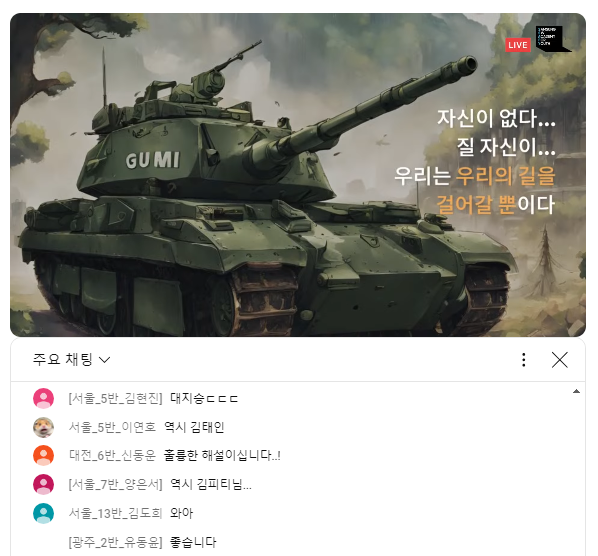 LIVE
SAMSUNG
SW
ACADEMY
FOR
YOUTH
자신이 없다...
질 자신이...
우리는 우리의 길을
걸어갈 뿐이다
GUMI
주요 채팅
[서울_5반_김현진] 대지승ㄷㄷㄷ
서울_5반_이연호 역시 김태인
대전_6반_신동운 훌륭한 해설이십니다..!
[서울_7반_양은서] 역시 김피티님...
서울_13반_김도희 와아
[광주_2반_유동윤] 좋습니다